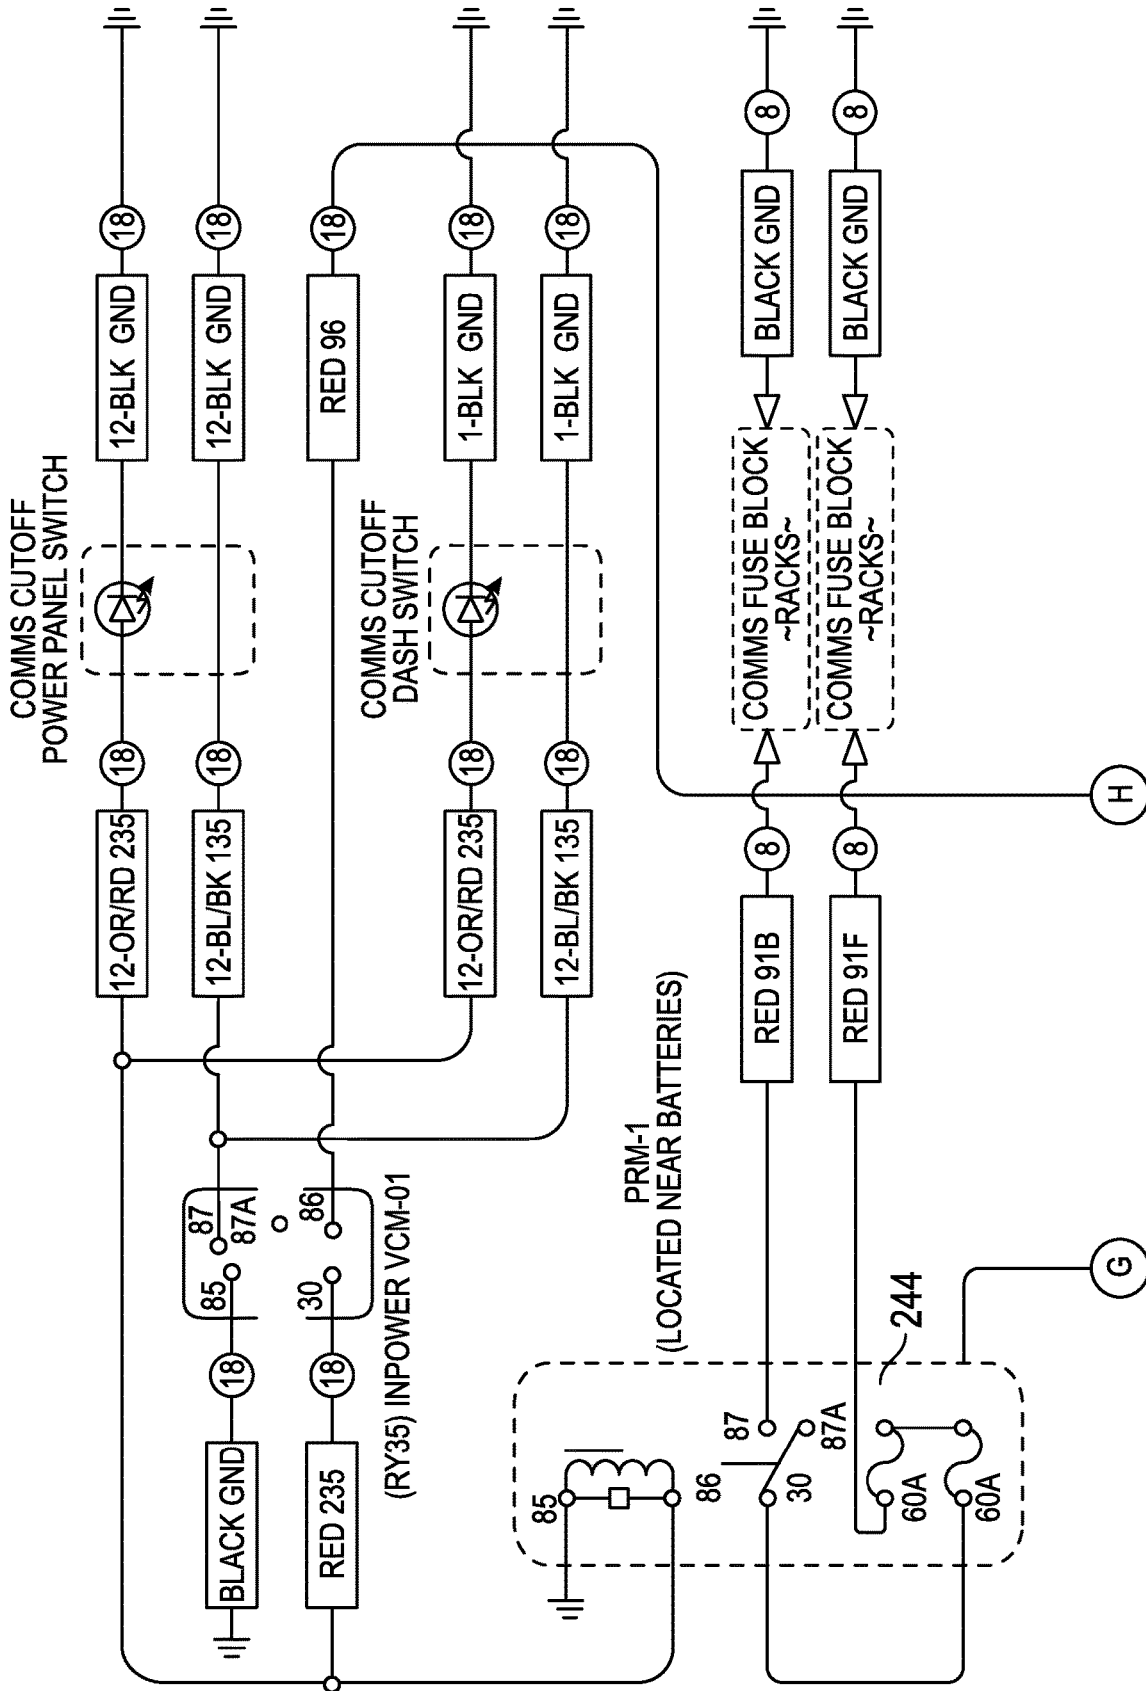 COMMS CUTOFF
POWER PANEL SWITCH
12-OR/RD 235
18
18
12-BLK GND
12-BL/BK 135
18
18
12-BLK GND
BLACK GND
18
85
87
87A
RED 235
18
30
86
RED 96
18
(RY35) INPOWER VCM-01
COMMS CUTOFF
DASH SWITCH
12-OR/RD 235
18
18
1-BLK GND
12-BL/BK 135
18
18
1-BLK GND
PRM-1
(LOCATED NEAR BATTERIES)
85
86
87
30
87A
60A
60A
244
RED 91B
8
COMMS FUSE BLOCK
~RACKS~
BLACK GND
8
RED 91F
8
COMMS FUSE BLOCK
~RACKS~
BLACK GND
8
G
H